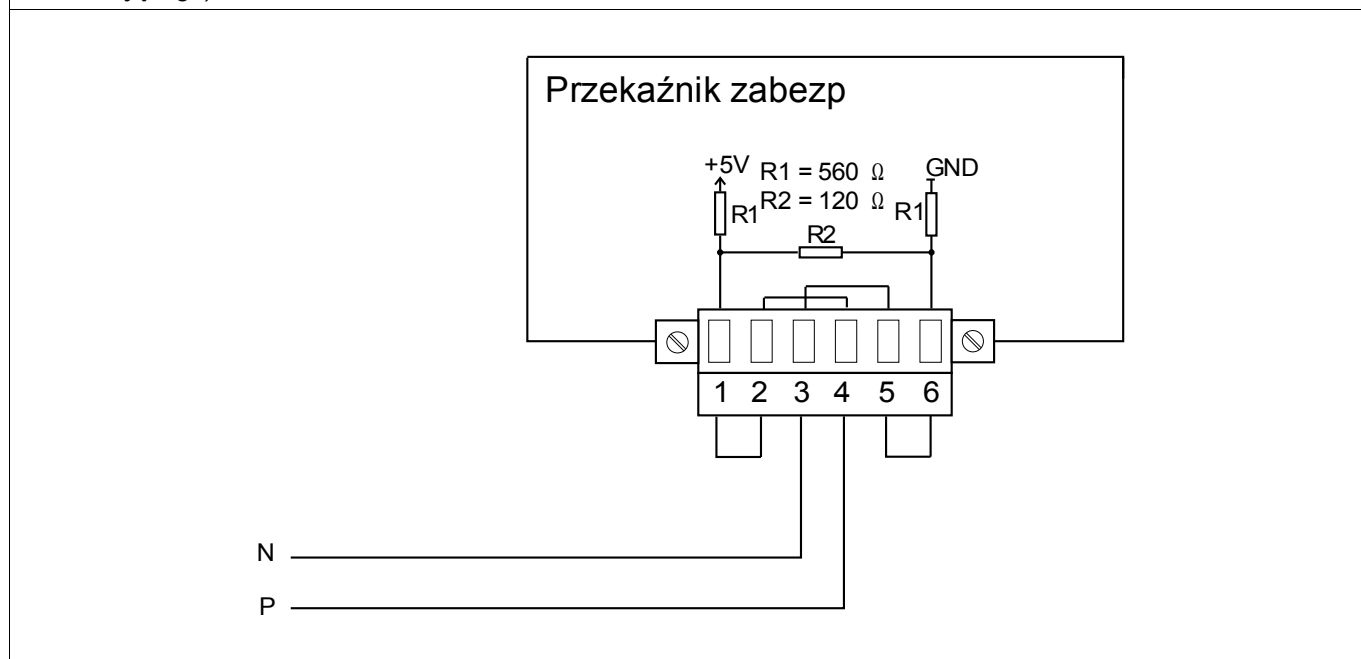 Przekaźnik zabezp
+5V R1 = 560 Ω GND
R2 = 120 Ω
R1 R1
R2
1 2 3 4 5 6
N
P